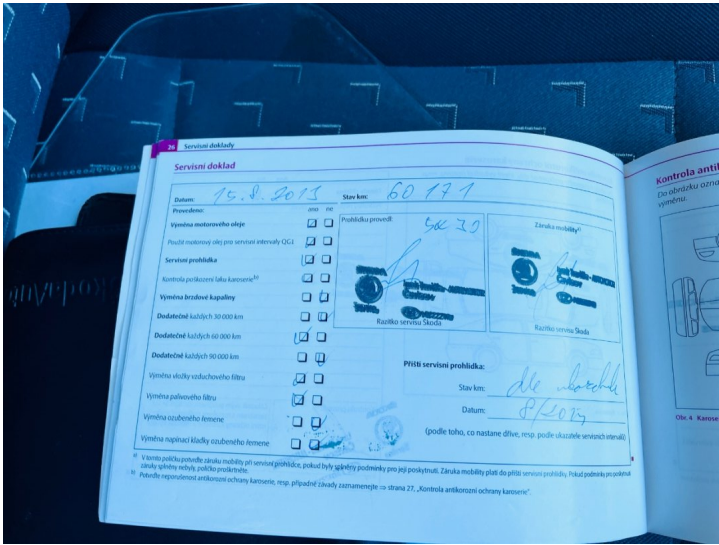 26 Servisní doklady
Servisní doklad
Datum: 15. 8. 2013 Stav km: 60 171
Provedeno: ano ne
Prohlídku provedl:
Záruka mobility a)
Výměna motorového oleje
Použit motorový olej pro servisní intervaly QG1
Servisní prohlídka
Kontrola poškození laku karoserie b)
Výměna brzdové kapaliny
Dodatečně každých 30 000 km
Razítko servisu Škoda
Razítko servisu Škoda
Dodatečně každých 60 000 km
Dodatečně každých 90 000 km
Výměna vložky vzduchového filtru
Výměna palivového filtru
Výměna ozubeného řemene
Výměna napínací kladky ozubeného řemene
Příští servisní prohlídka:
Stav km: dle
Datum: 8/2014
(podle toho, co nastane dříve, resp. podle ukazatele servisních intervalů)
a) V tomto políčku potvrďte záruku mobility při servisní prohlídce, pokud byly splněny podmínky pro její poskytnutí. Záruka mobility platí do příští servisní prohlídky. Pokud podmínky pro poskytnutí
záruky splněny nebyly, políčko proškrtněte.
b) Potvrďte neporušenost antikorozní ochrany karoserie, resp. případné závady zaznamenejte ⇒ strana 27, „Kontrola antikorozní ochrany karoserie".
Kontrola anti
Do obrázku ozna
výměnu.
Obr. 4 Karose